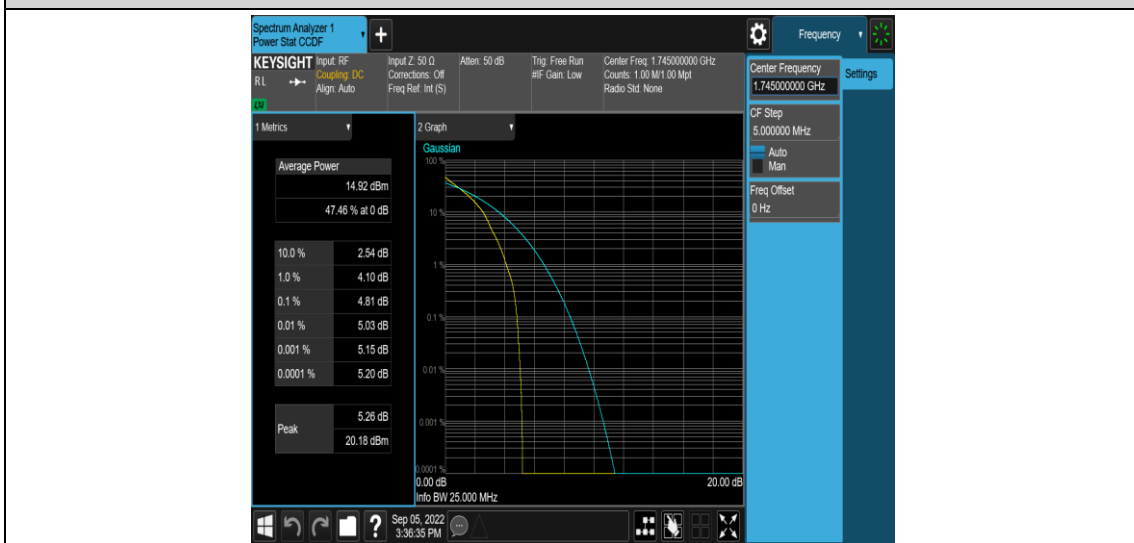 Spectrum Analyzer 1
Power Stat CCDF
Frequency
KEYSIGHT
RL
LXI
Input: RF
Coupling: DC
Align: Auto
Input Z: 50 Ω
Corrections: Off
Freq Ref: Int (S)
Atten: 50 dB
Trig: Free Run
#IF Gain: Low
Center Freq: 1.745000000 GHz
Counts: 1.00 M/1.00 Mpt
Radio Std: None
Center Frequency
1.745000000 GHz
Settings
CF Step
5.000000 MHz
Auto
Man
Freq Offset
0 Hz
1 Metrics
Average Power
14.92 dBm
47.46 % at 0 dB
10.0 % 2.54 dB
1.0 % 4.10 dB
0.1 % 4.81 dB
0.01 % 5.03 dB
0.001 % 5.15 dB
0.0001 % 5.20 dB
Peak
5.26 dB
20.18 dBm
2 Graph
Gaussian
100 %
10 %
1 %
0.1 %
0.01 %
0.001 %
0.0001 %
0.00 dB 20.00 dB
Info BW 25.000 MHz
?
Sep 05, 2022
3:36:35 PM